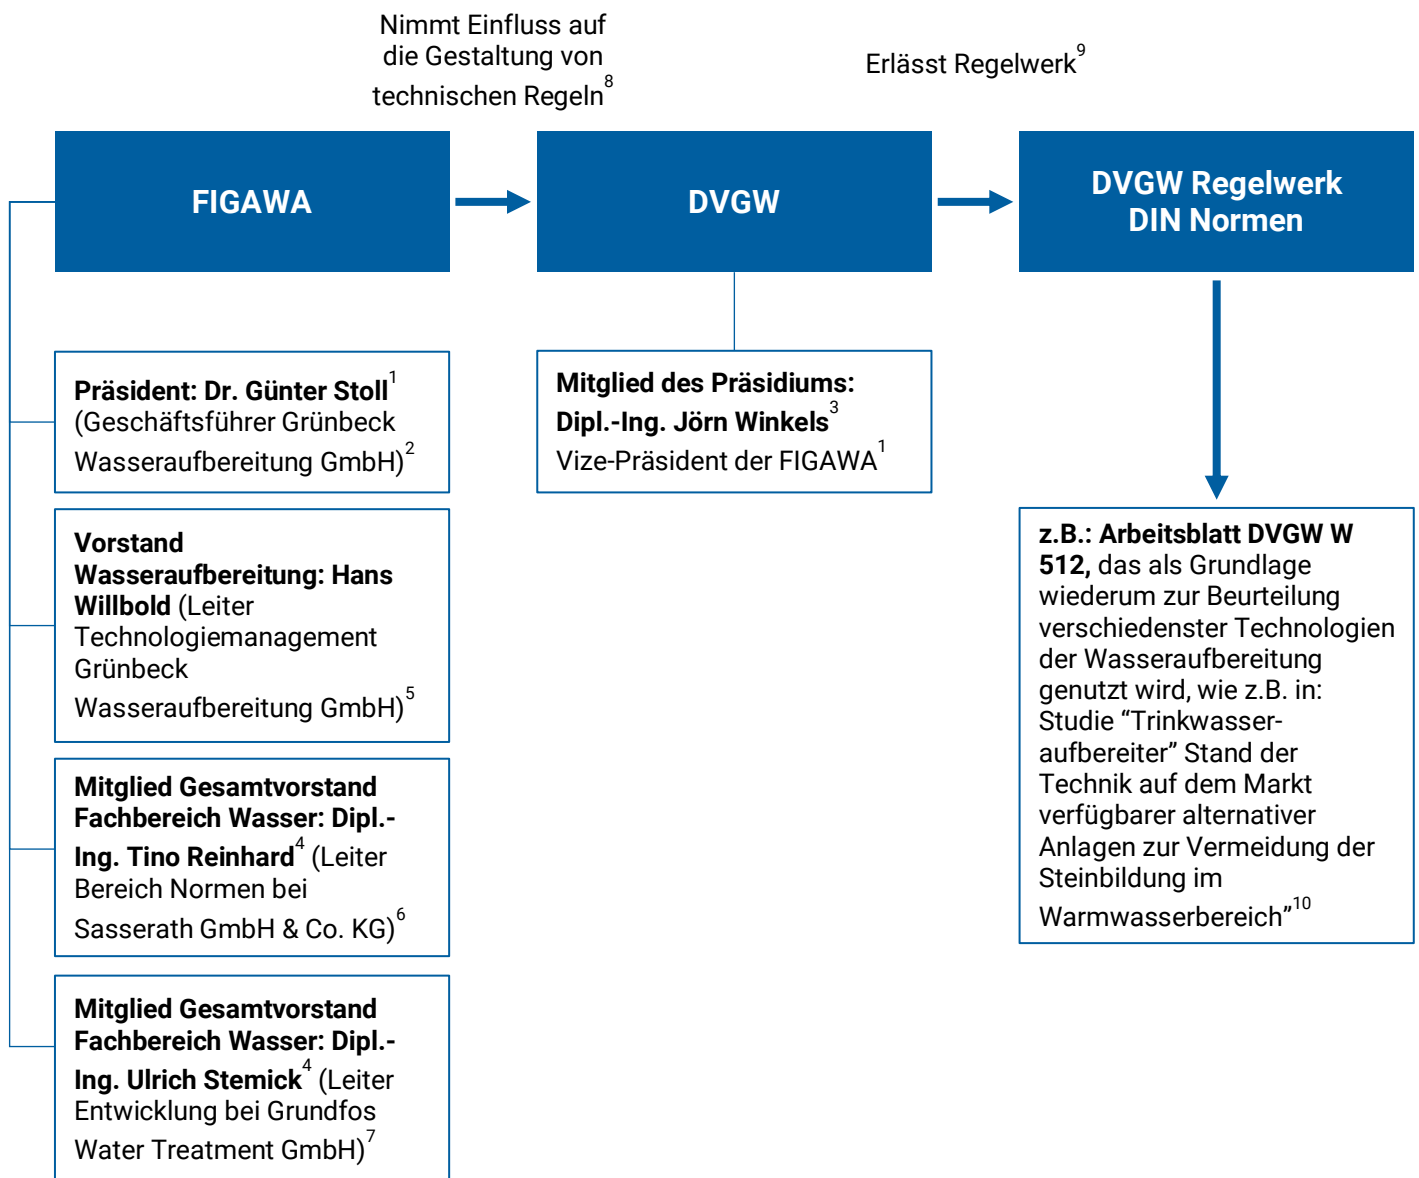 Nimmt Einfluss auf
die Gestaltung von
technischen Regeln⁸
Erlässt Regelwerk⁹
FIGAWA
DVGW
DVGW Regelwerk
DIN Normen
Präsident: Dr. Günter Stoll¹
(Geschäftsführer Grünbeck
Wasseraufbereitung GmbH)²
Vorstand
Wasseraufbereitung: Hans
Willbold (Leiter
Technologiemanagement
Grünbeck
Wasseraufbereitung GmbH)⁵
Mitglied Gesamtvorstand
Fachbereich Wasser: Dipl.-
Ing. Tino Reinhard⁴ (Leiter
Bereich Normen bei
Sasserath GmbH & Co. KG)⁶
Mitglied Gesamtvorstand
Fachbereich Wasser: Dipl.-
Ing. Ulrich Stemick⁴ (Leiter
Entwicklung bei Grundfos
Water Treatment GmbH)⁷
Mitglied des Präsidiums:
Dipl.-Ing. Jörn Winkels³
Vize-Präsident der FIGAWA¹
z.B.: Arbeitsblatt DVGW W
512, das als Grundlage
wiederum zur Beurteilung
verschiedenster Technologien
der Wasseraufbereitung
genutzt wird, wie z.B. in:
Studie “Trinkwasser-
aufbereiter” Stand der
Technik auf dem Markt
verfügbarer alternativer
Anlagen zur Vermeidung der
Steinbildung im
Warmwasserbereich”¹⁰